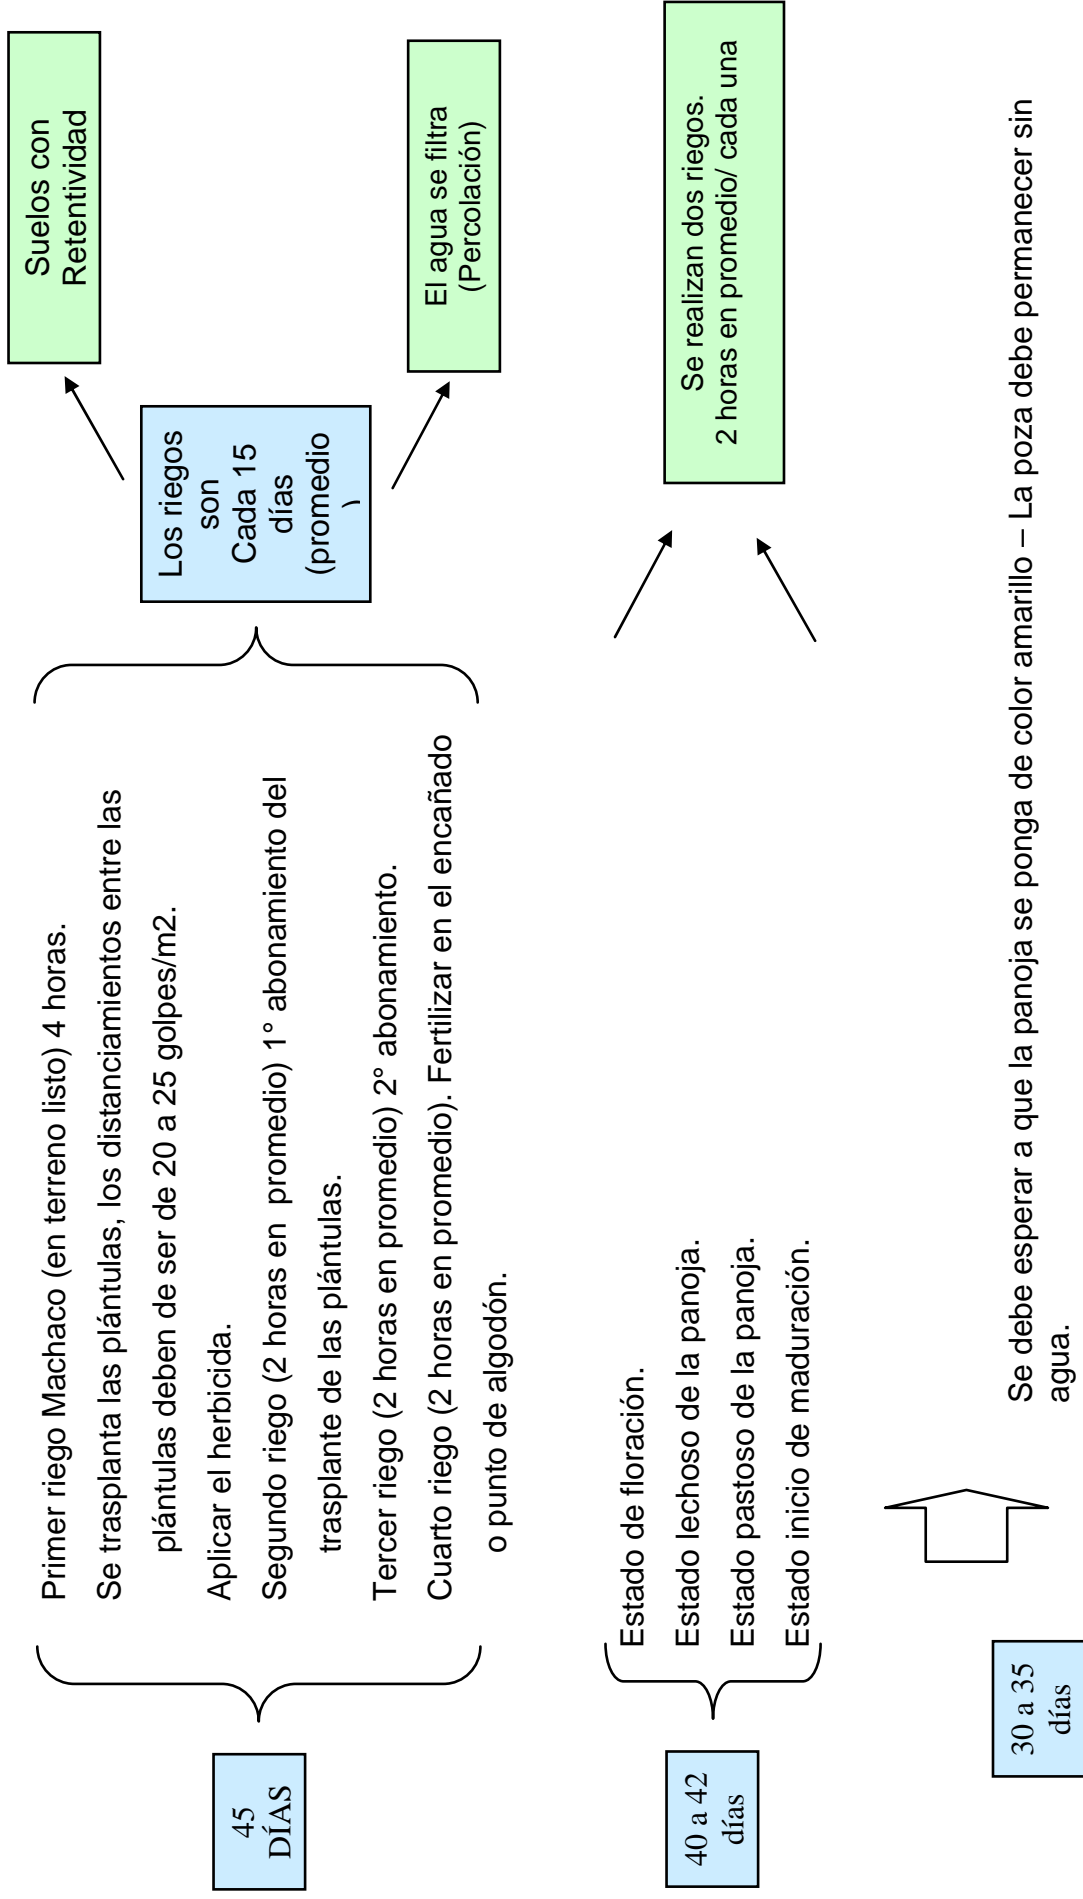 45
DÍAS
Primer riego Machaco (en terreno listo) 4 horas.
Se trasplanta las plántulas, los distanciamientos entre las
plántulas deben de ser de 20 a 25 golpes/m2.
Aplicar el herbicida.
Segundo riego (2 horas en promedio) 1° abonamiento del
trasplante de las plántulas.
Tercer riego (2 horas en promedio) 2° abonamiento.
Cuarto riego (2 horas en promedio). Fertilizar en el encañado
o punto de algodón.
Los riegos
son
Cada 15
días
(promedio
)
Suelos con
Retentividad
El agua se filtra
(Percolación)
40 a 42
días
Estado de floración.
Estado lechoso de la panoja.
Estado pastoso de la panoja.
Estado inicio de maduración.
Se realizan dos riegos.
2 horas en promedio/ cada una
30 a 35
días
Se debe esperar a que la panoja se ponga de color amarillo – La poza debe permanecer sin
agua.